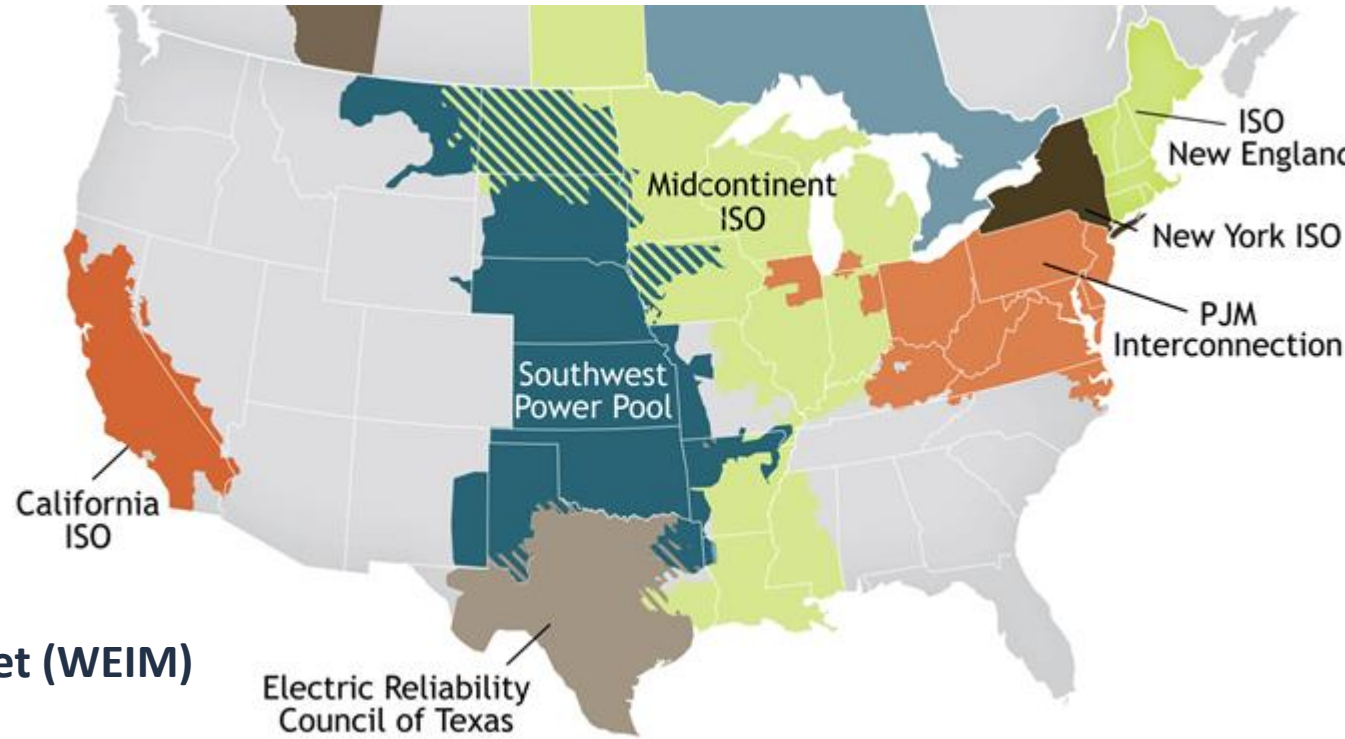 ISO
New England
Midcontinent
ISO
New York ISO
PJM
Interconnection
Southwest
Power Pool
California
ISO
et (WEIM)
Electric Reliability
Council of Texas